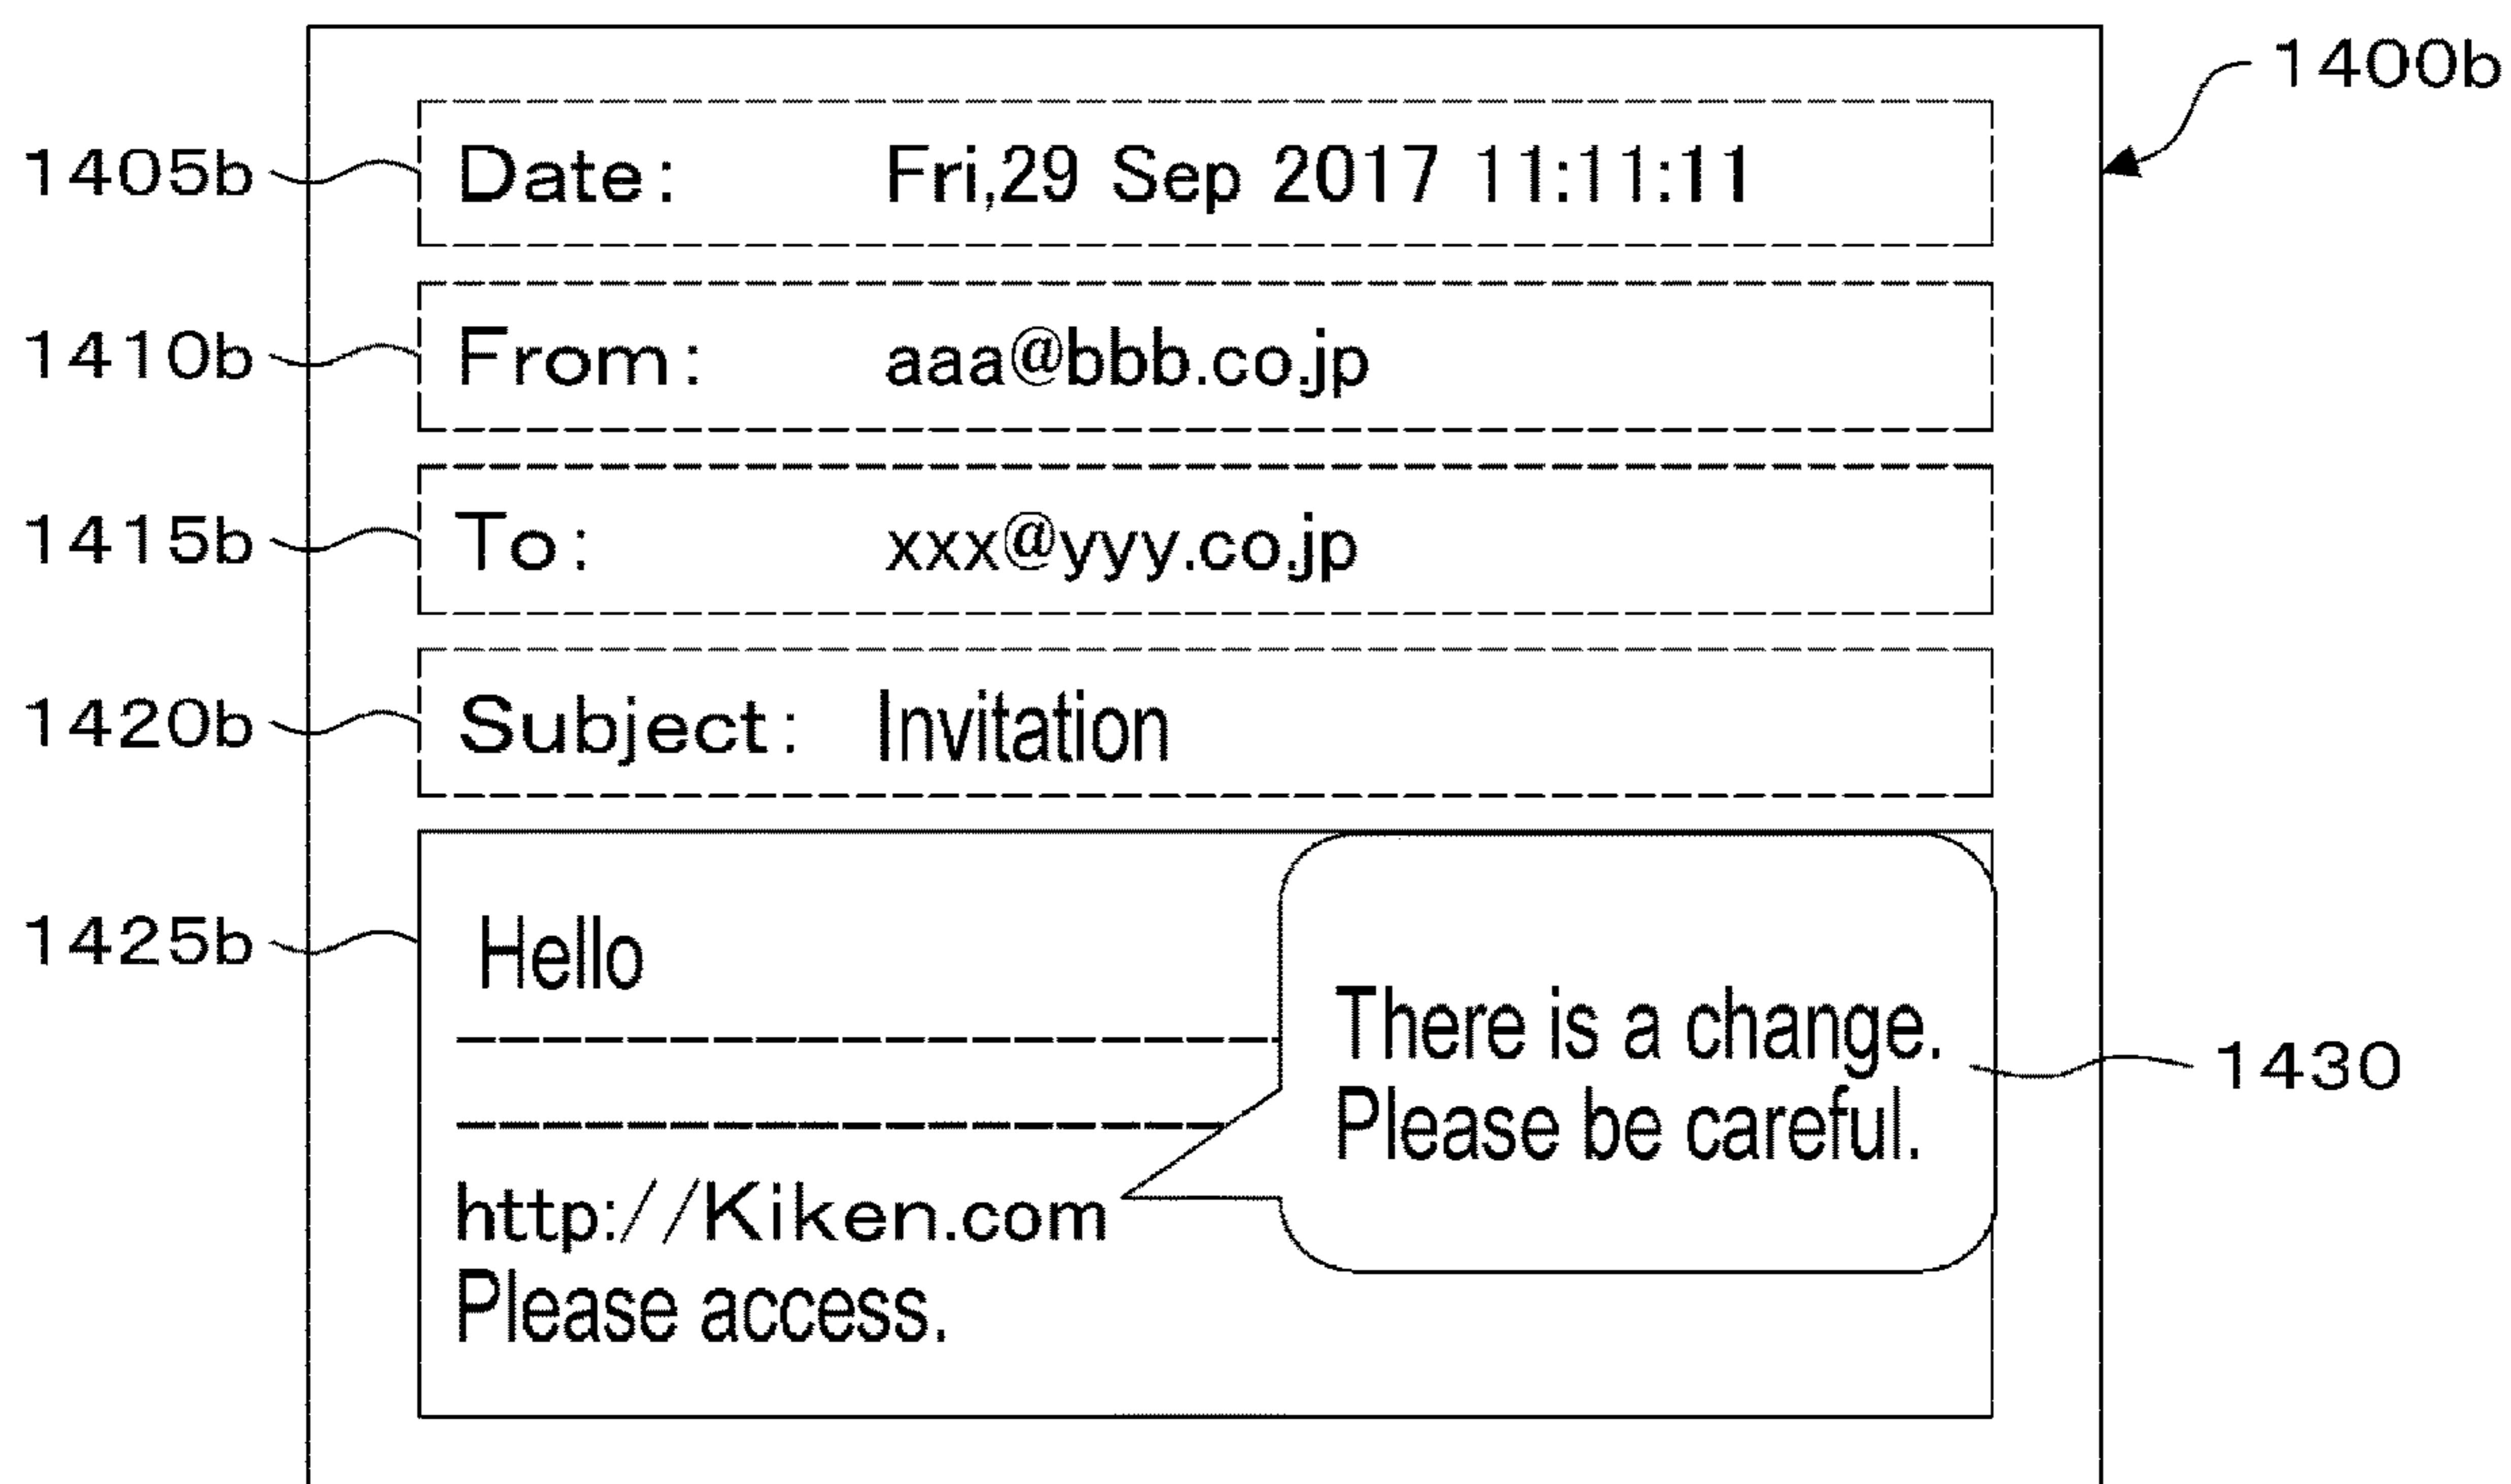 1400b
1405b
Date: Fri,29 Sep 2017 11:11:11
1410b
From: aaa@bbb.co.jp
1415b
To: xxx@yyy.co.jp
1420b
Subject: Invitation
1425b
Hello
There is a change.
Please be careful.
1430
http://Kiken.com
Please access.